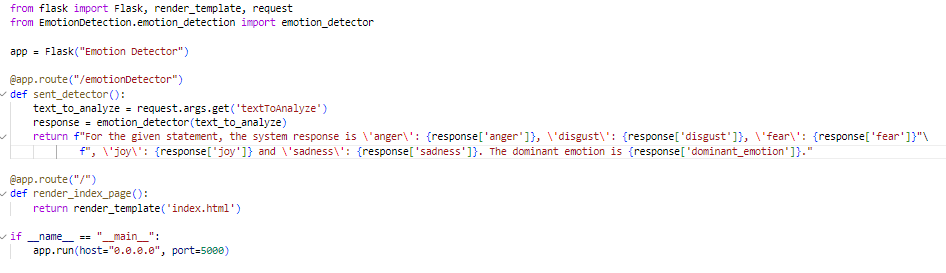 from flask import Flask, render_template, request
from EmotionDetection.emotion_detection import emotion_detector
app = Flask("Emotion Detector")
@app.route("/emotionDetector")
def sent_detector():
    text_to_analyze = request.args.get('textToAnalyze')
    response = emotion_detector(text_to_analyze)
    return f"For the given statement, the system response is \'anger\': {response['anger']}, \'disgust\': {response['disgust']}, \'fear\': {response['fear']}"\
            f", \'joy\': {response['joy']} and \'sadness\': {response['sadness']}. The dominant emotion is {response['dominant_emotion']}."
@app.route("/")
def render_index_page():
    return render_template('index.html')
if __name__ == "__main__":
    app.run(host="0.0.0.0", port=5000)